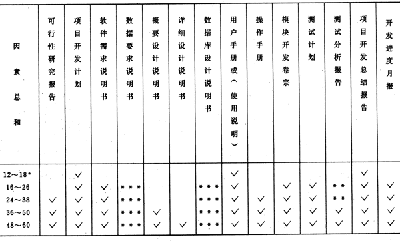 因素总和
可行性研究报告
项目开发计划
软件需求说明书
数据要求说明书
概要设计说明书
详细设计说明书
数据库设计说明书
用户手册或(使用说明)
操作手册
模块开发卷宗
测试计划
测试分析报告
项目开发总结报告
开发进度月报
12~18* ✓ ✓ ✓
16~26 ✓ ✓ ✓ *** *** ✓ ✓ ✓ ** ✓ ✓
24~38 ✓ ✓ ✓ *** *** ✓ ✓ ✓ ✓ ** ✓ ✓
36~50 ✓ ✓ ✓ *** ✓ *** ✓ ✓ ✓ ✓ ✓ ✓ ✓
48~60 ✓ ✓ ✓ *** ✓ ✓ *** ✓ ✓ ✓ ✓ ✓ ✓ ✓